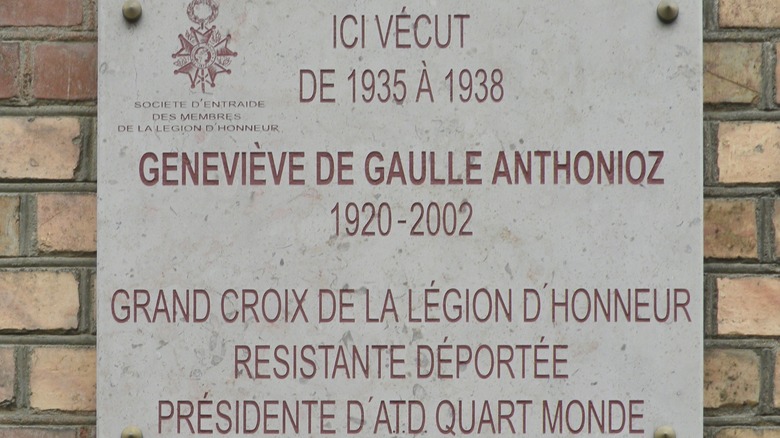 ICI VÉCUT
DE 1935 À 1938
SOCIETE D'ENTRAIDE
DES MEMBRES
DE LA LEGION D'HONNEUR
GENEVIÈVE DE GAULLE ANTHONIOZ
1920-2002
GRAND CROIX DE LA LÉGION D´HONNEUR
RESISTANTE DÉPORTÉE
PRÉSIDENTE D´ATD QUART MONDE